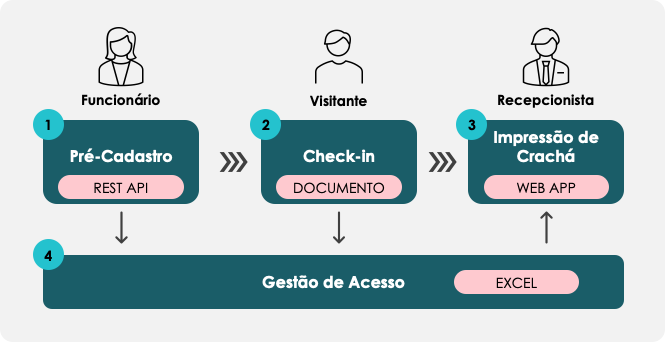 Funcionário
Visitante
Recepcionista
1
Pré-Cadastro
REST API
2
Check-in
DOCUMENTO
3
Impressão de
Crachá
WEB APP
4
Gestão de Acesso
EXCEL